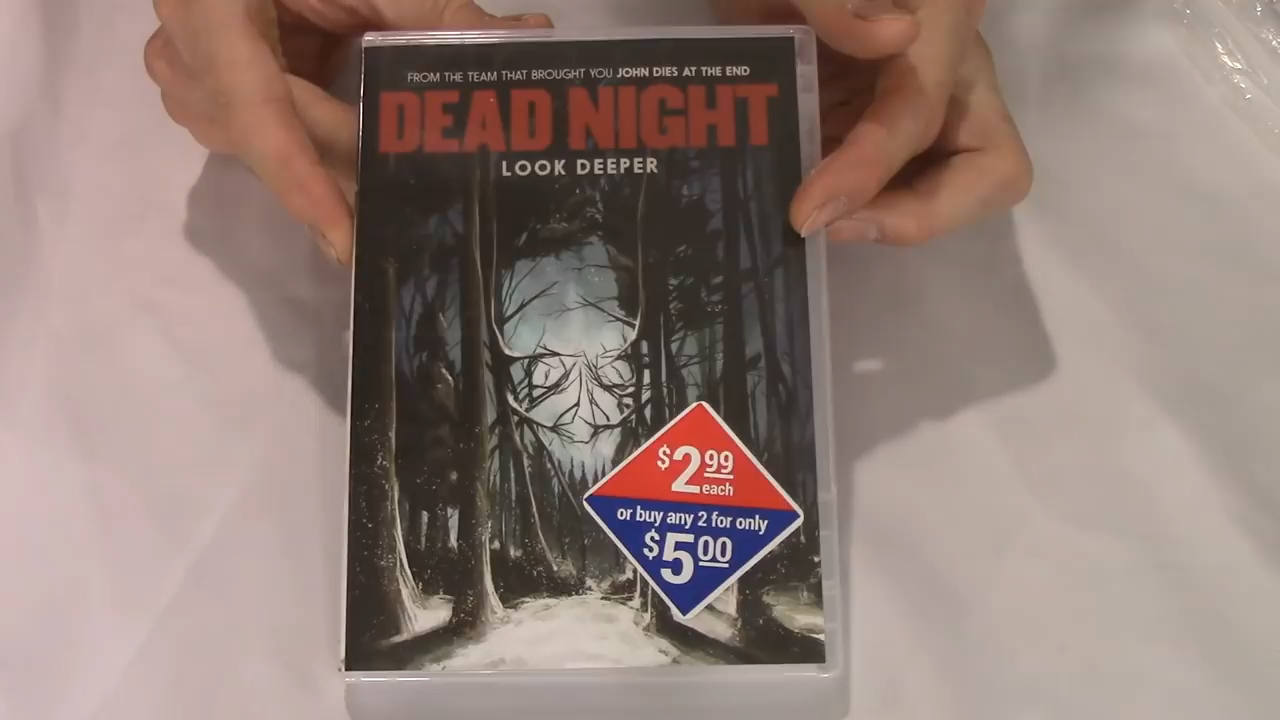 FROM THE TEAM THAT BROUGHT YOU JOHN DIES AT THE END
DEAD NIGHT
LOOK DEEPER
$2.99
each
or buy any 2 for only
$5.00